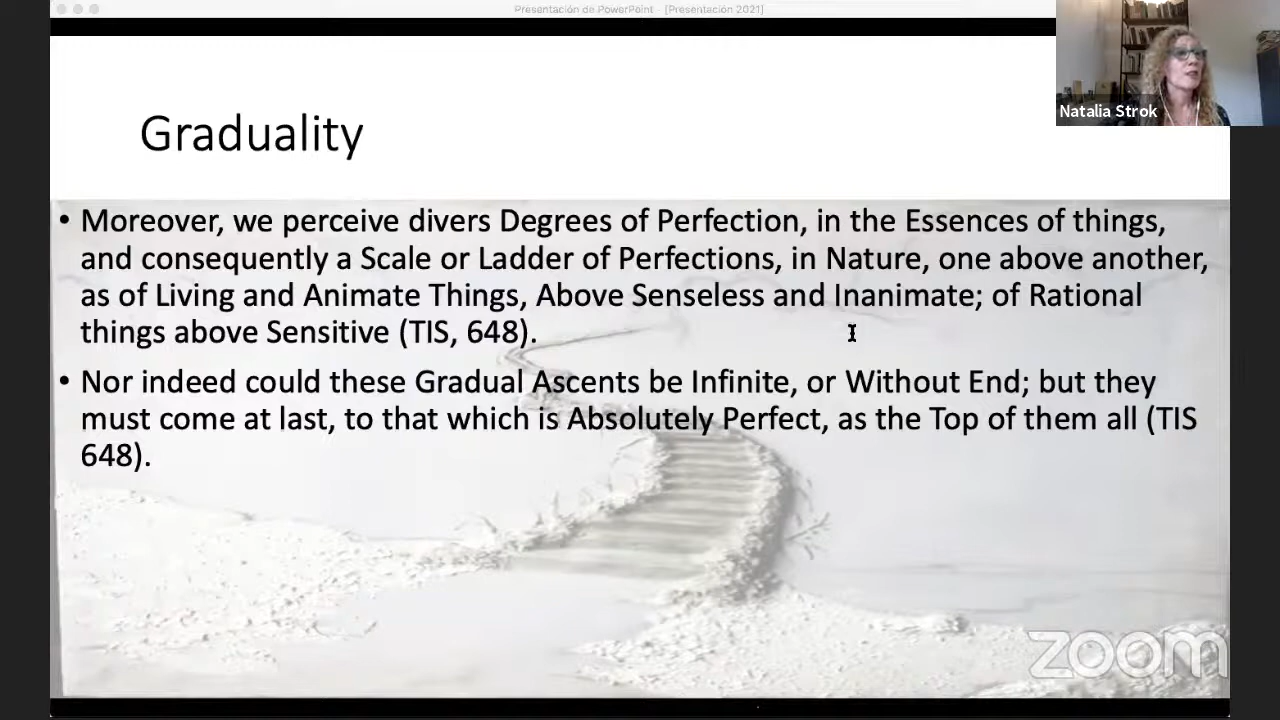 Presentación de PowerPoint - [Presentación 2021]
Natalia Strok
Graduality
• Moreover, we perceive divers Degrees of Perfection, in the Essences of things,
and consequently a Scale or Ladder of Perfections, in Nature, one above another,
as of Living and Animate Things, Above Senseless and Inanimate; of Rational
things above Sensitive (TIS, 648).
• Nor indeed could these Gradual Ascents be Infinite, or Without End; but they
must come at last, to that which is Absolutely Perfect, as the Top of them all (TIS
648).
zoom